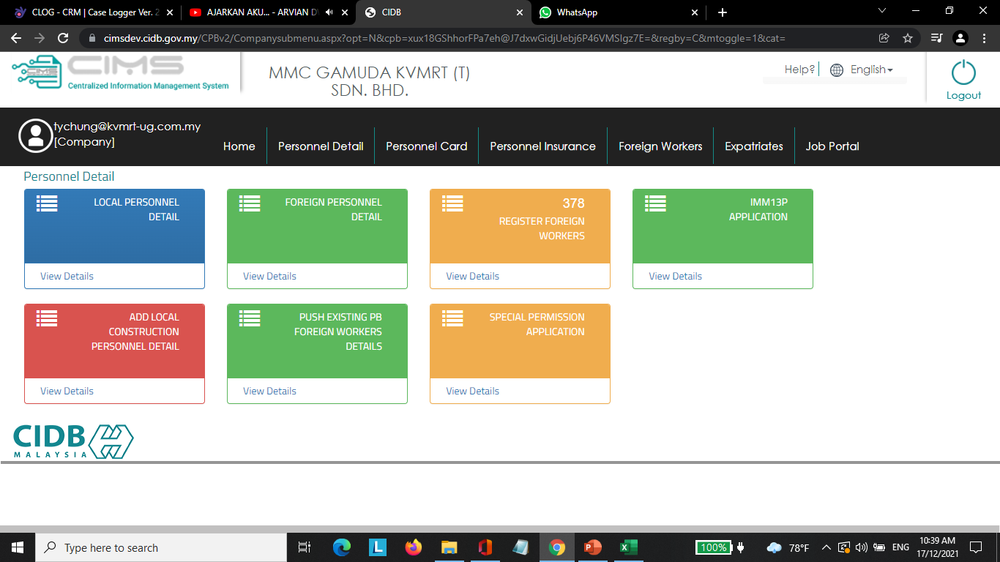 CLOG - CRM | Case Logger Ver. 2
AJARKAN AKU... - ARVIAN D
CIDB
WhatsApp
cimsdev.cidb.gov.my/CPBv2/Companysubmenu.aspx?opt=N&cpb=xux18GShhorFPa7eh@J7dxwGidjUebj6P46VMSIgz7E=&regby=C&mtoggle=1&cat=
CIMS
CIMS
Centralized Information Management System
MMC GAMUDA KVMRT (T)
SDN. BHD.
Help?
English
Logout
tychung@kvmrt-ug.com.my
[Company]
Home
Personnel Detail
Personnel Card
Personnel Insurance
Foreign Workers
Expatriates
Job Portal
Personnel Detail
LOCAL PERSONNEL
DETAIL
View Details
FOREIGN PERSONNEL
DETAIL
View Details
378
REGISTER FOREIGN
WORKERS
View Details
IMM13P
APPLICATION
View Details
ADD LOCAL
CONSTRUCTION
PERSONNEL DETAIL
View Details
PUSH EXISTING PB
FOREIGN WORKERS
DETAILS
View Details
SPECIAL PERMISSION
APPLICATION
View Details
CIDB
MALAYSIA
Type here to search
L
100%
78°F
ENG
10:39 AM
17/12/2021